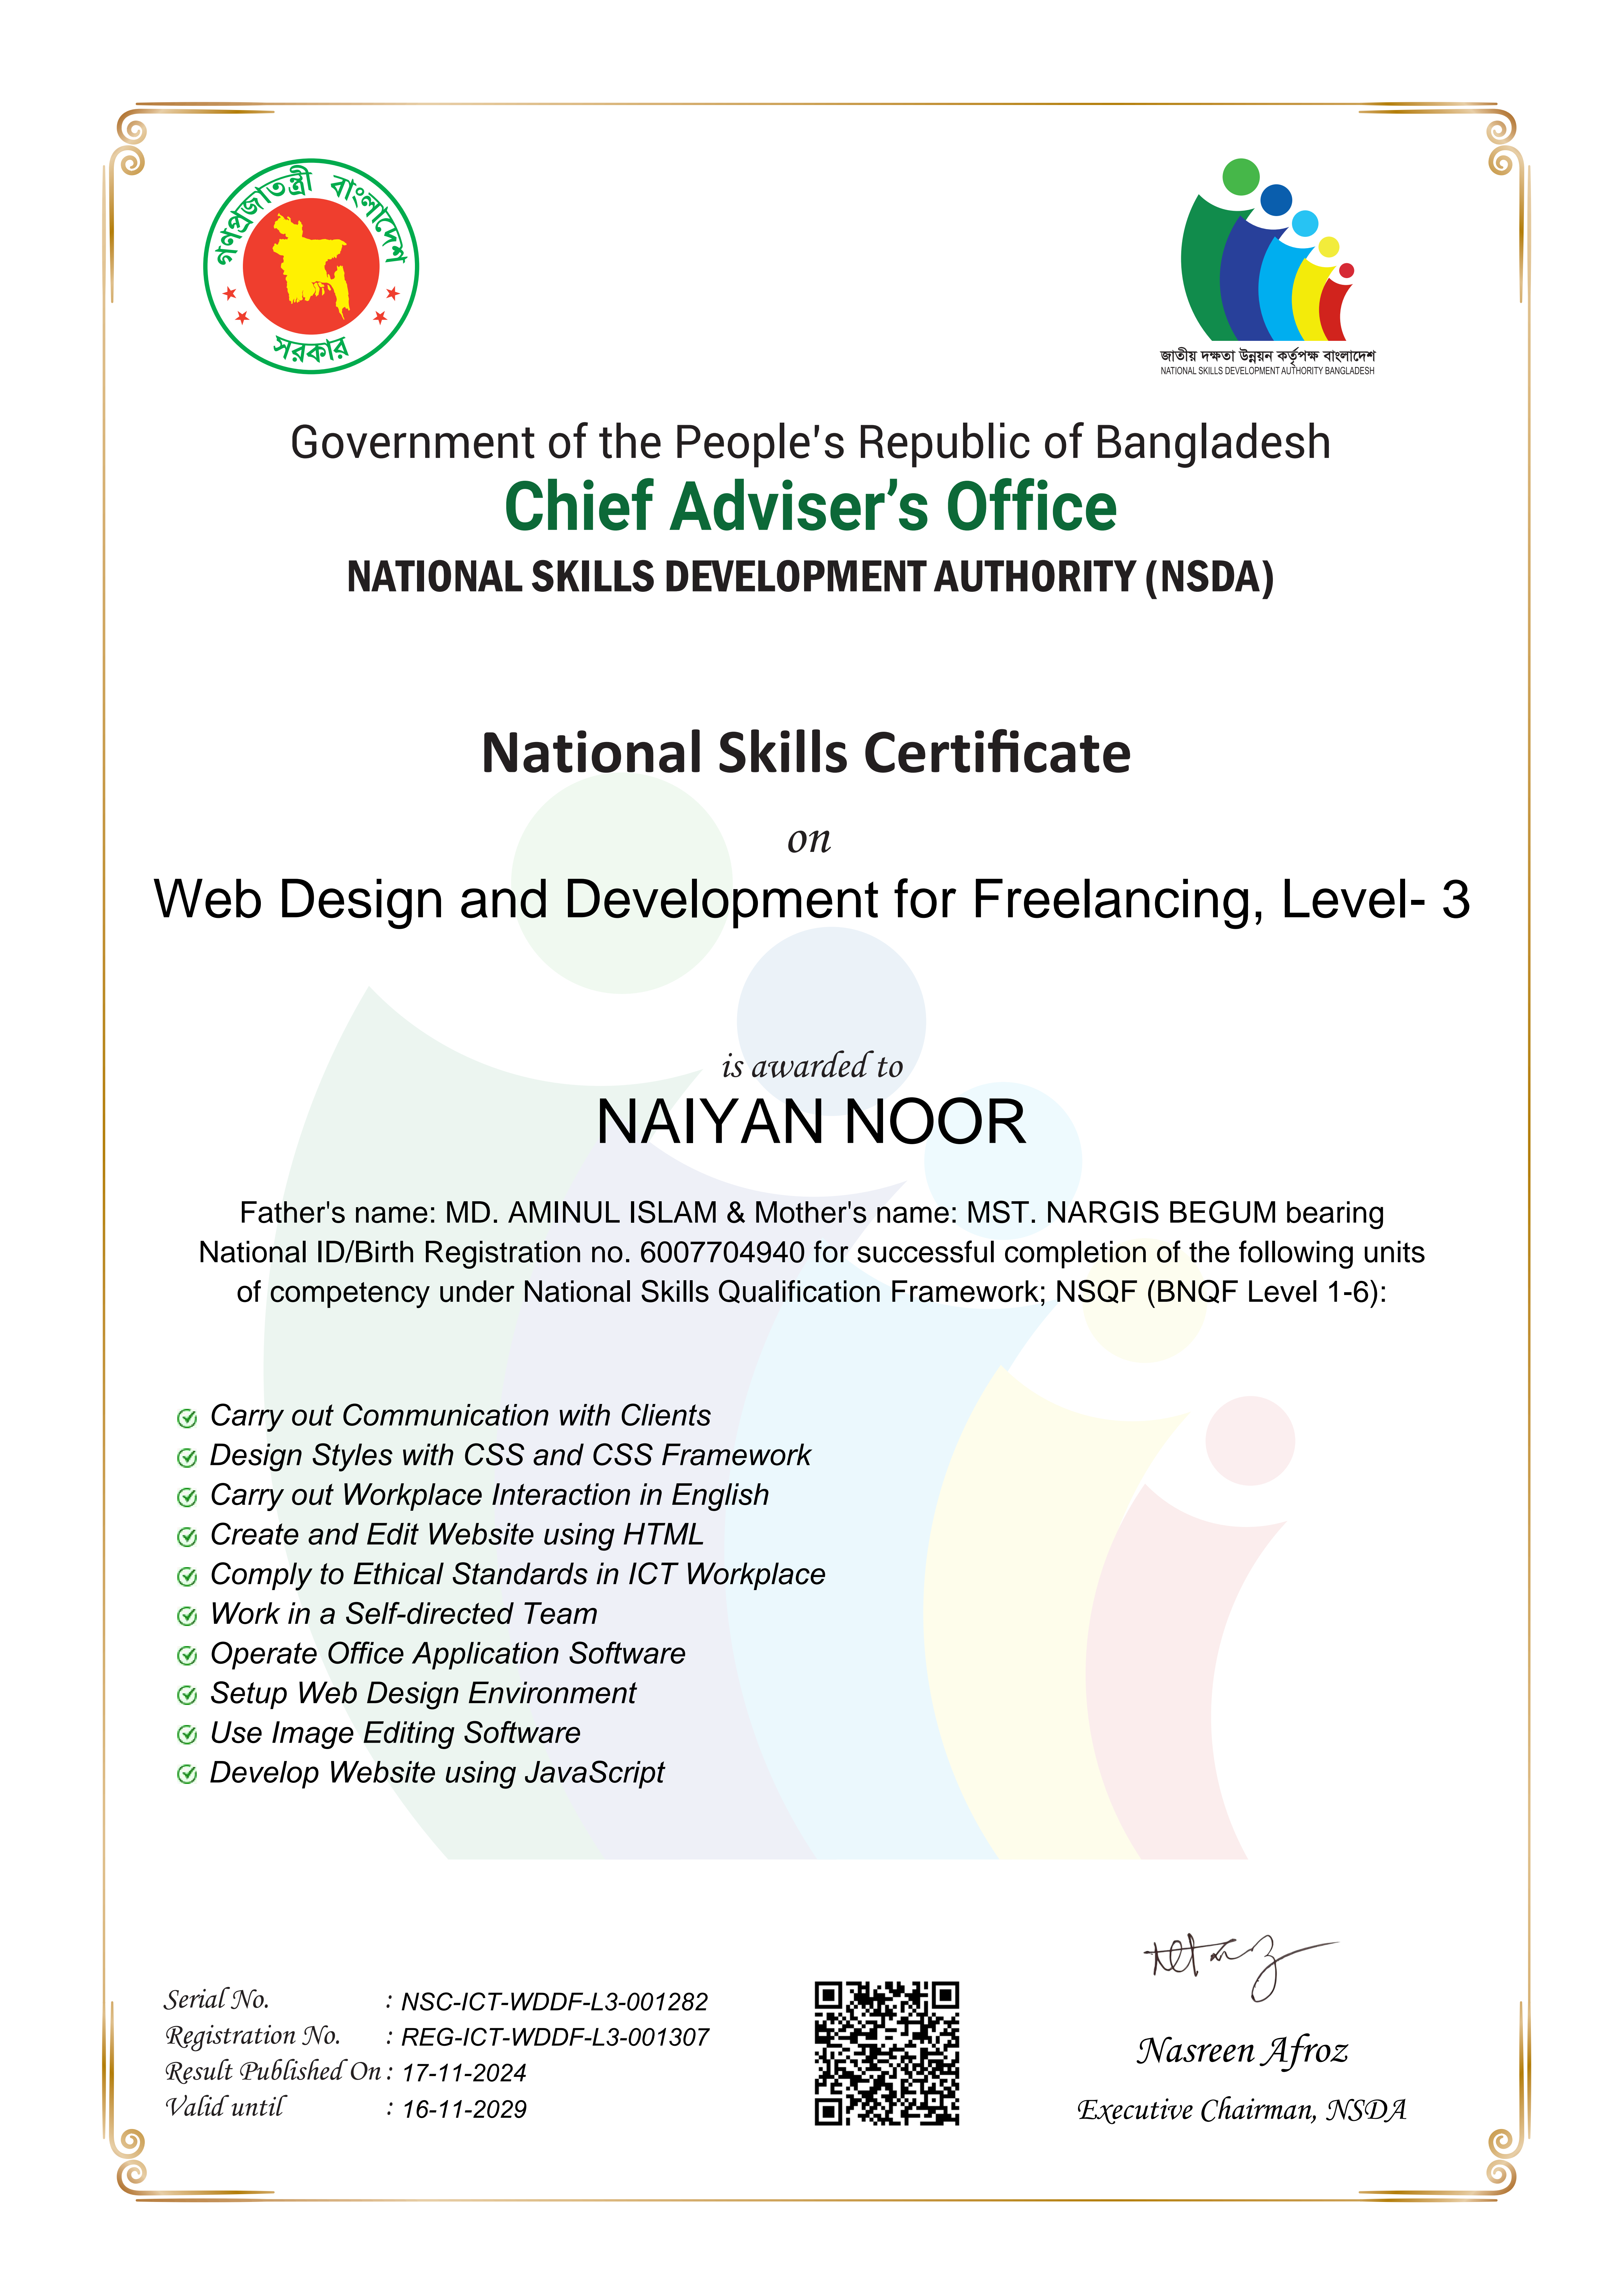 গণপ্রজাতন্ত্রী বাংলাদেশ
সরকার
জাতীয় দক্ষতা উন্নয়ন কর্তৃপক্ষ বাংলাদেশ
NATIONAL SKILLS DEVELOPMENT AUTHORITY BANGLADESH
Government of the People's Republic of Bangladesh
Chief Adviser’s Office
NATIONAL SKILLS DEVELOPMENT AUTHORITY (NSDA)
National Skills Certificate
on
Web Design and Development for Freelancing, Level- 3
is awarded to
NAIYAN NOOR
Father's name: MD. AMINUL ISLAM & Mother's name: MST. NARGIS BEGUM bearing
National ID/Birth Registration no. 6007704940 for successful completion of the following units
of competency under National Skills Qualification Framework; NSQF (BNQF Level 1-6):
Carry out Communication with Clients
Design Styles with CSS and CSS Framework
Carry out Workplace Interaction in English
Create and Edit Website using HTML
Comply to Ethical Standards in ICT Workplace
Work in a Self-directed Team
Operate Office Application Software
Setup Web Design Environment
Use Image Editing Software
Develop Website using JavaScript
Serial No. : NSC-ICT-WDDF-L3-001282
Registration No. : REG-ICT-WDDF-L3-001307
Result Published On : 17-11-2024
Valid until : 16-11-2029
Nasreen Afroz
Executive Chairman, NSDA